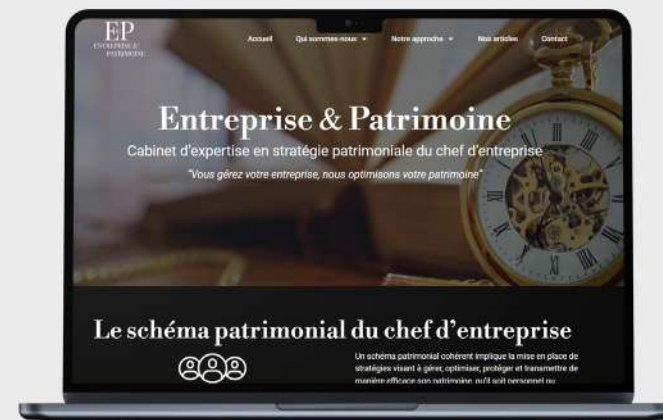 EP
ENTREPRISE &
PATRIMOINE
Accueil Qui sommes-nous Notre approche Nos articles Contact
Entreprise & Patrimoine
Cabinet d'expertise en stratégie patrimoniale du chef d'entreprise
"Vous gérez votre entreprise, nous optimisons votre patrimoine"
Le schéma patrimonial du chef d'entreprise
Un schéma patrimonial cohérent implique la mise en place de
stratégies visant à gérer, optimiser, protéger et transmettre de
manière efficace son patrimoine, qu'il soit personnel ou